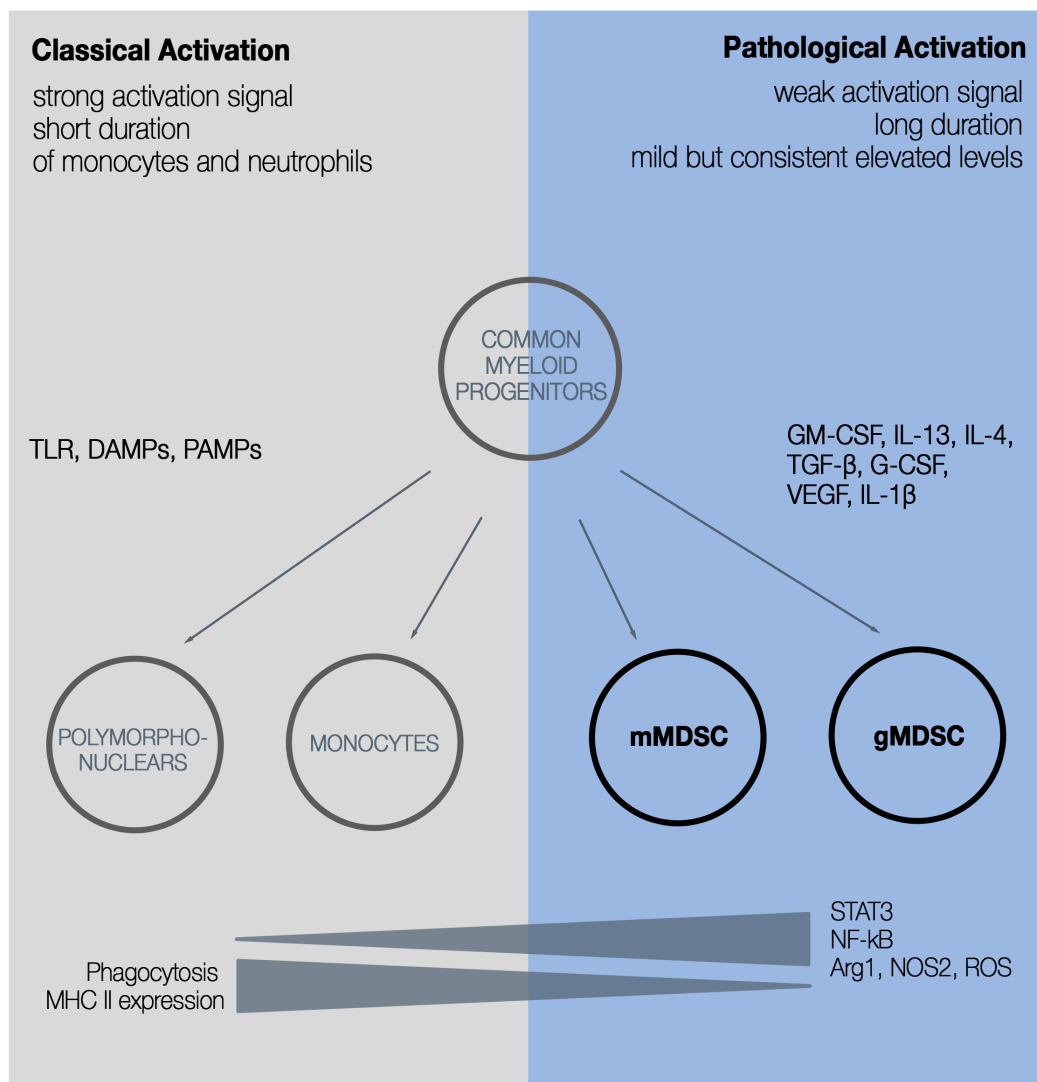 Classical Activation
strong activation signal
short duration
of monocytes and neutrophils
Pathological Activation
weak activation signal
long duration
mild but consistent elevated levels
COMMON
MYELOID
PROGENITORS
TLR, DAMPs, PAMPs
GM-CSF, IL-13, IL-4,
TGF-β, G-CSF,
VEGF, IL-1β
POLYMORPHO-
NUCLEARS
MONOCYTES
mMDSC
gMDSC
STAT3
NF-kB
Arg1, NOS2, ROS
Phagocytosis
MHC II expression